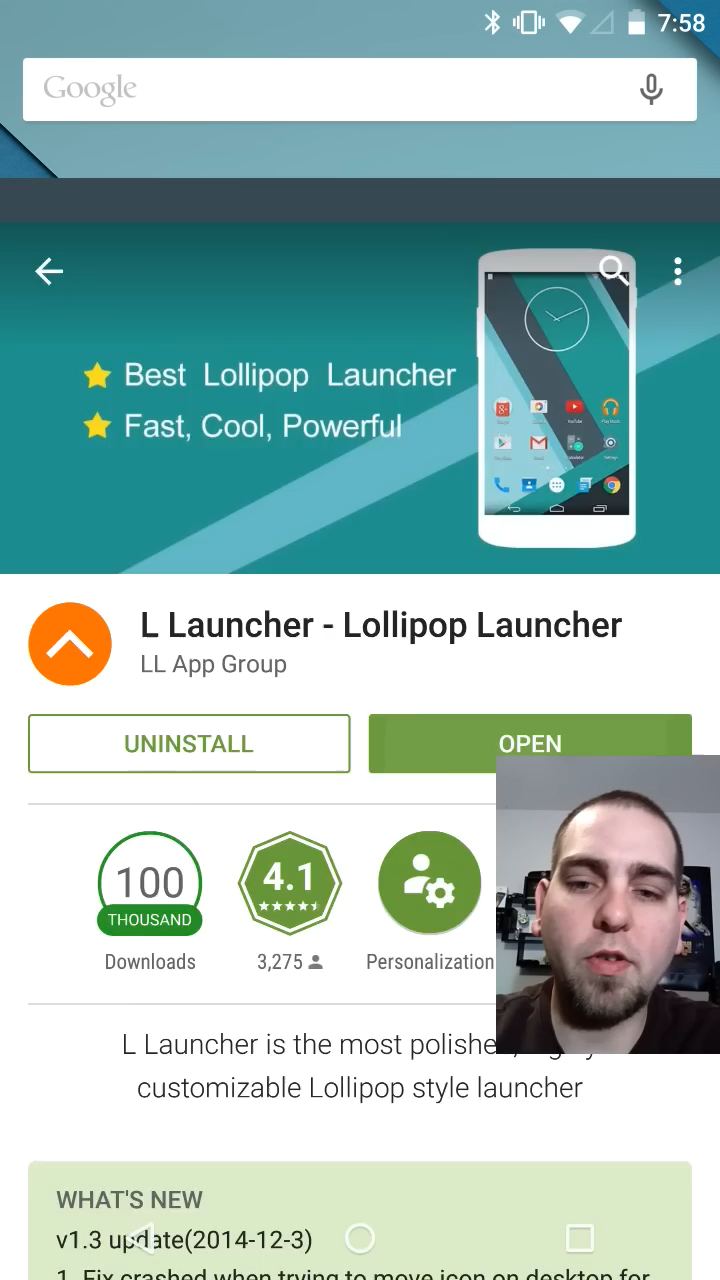 7:58
Google
Best Lollipop Launcher
Fast, Cool, Powerful
L Launcher - Lollipop Launcher
LL App Group
UNINSTALL
OPEN
100
THOUSAND
4.1
Downloads
3,275
Personalization
L Launcher is the most
customizable Lollipop style launcher
WHAT'S NEW
v1.3 update(2014-12-3)
1. Fix crashed when trying to move icon on desktop for